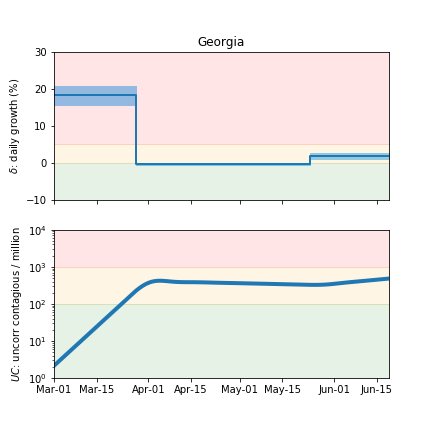 Georgia
δ: daily growth (%)
30
20
10
0
−10
UC: uncorr contagious / million
10⁴
10³
10²
10¹
10⁰
Mar-01 Mar-15 Apr-01 Apr-15 May-01 May-15 Jun-01 Jun-15